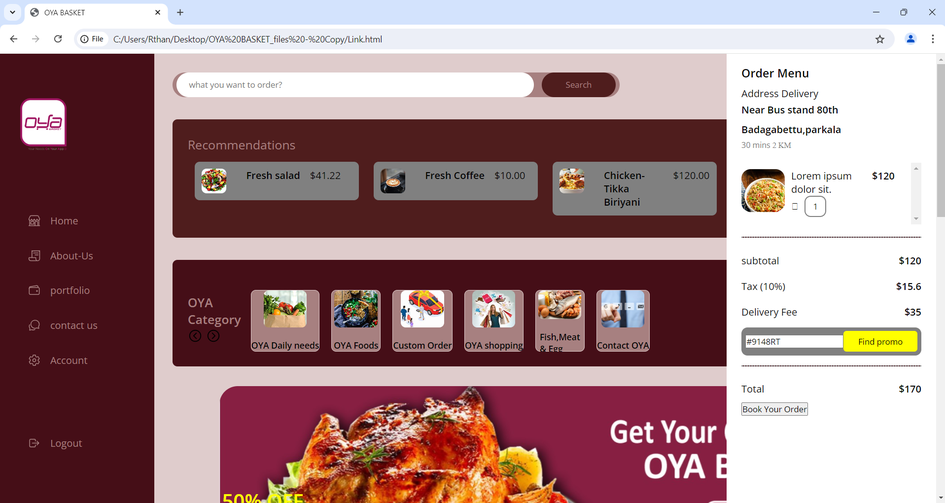 OYA BASKET
File
C:/Users/Rthan/Desktop/OYA%20BASKET_files%20-%20Copy/Link.html
oya
Home
About-Us
portfolio
contact us
Account
Logout
what you want to order?
Search
Recommendations
Fresh salad $41.22
Fresh Coffee $10.00
Chicken- $120.00
Tikka
Biriyani
OYA
Category
OYA Daily needs
OYA Foods
Custom Order
OYA shopping
Fish,Meat
& Egg
Contact OYA
Get Your
OYA B
50% OFF
Order Menu
Address Delivery
Near Bus stand 80th
Badagabettu,parkala
30 mins 2 KM
Lorem ipsum $120
dolor sit.
1
subtotal $120
Tax (10%) $15.6
Delivery Fee $35
#9148RT Find promo
Total $170
Book Your Order